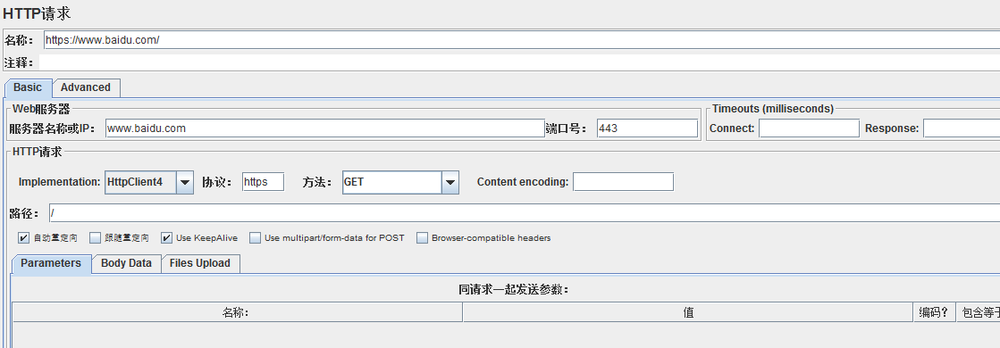 HTTP请求
名称： https://www.baidu.com/
注释：
Basic Advanced
Web服务器 Timeouts (milliseconds)
服务器名称或IP： www.baidu.com 端口号： 443 Connect: Response:
HTTP请求
Implementation: HttpClient4 协议： https 方法： GET Content encoding:
路径： /
自动重定向 跟随重定向 Use KeepAlive Use multipart/form-data for POST Browser-compatible headers
Parameters Body Data Files Upload
同请求一起发送参数：
名称： 值 编码？ 包含等于